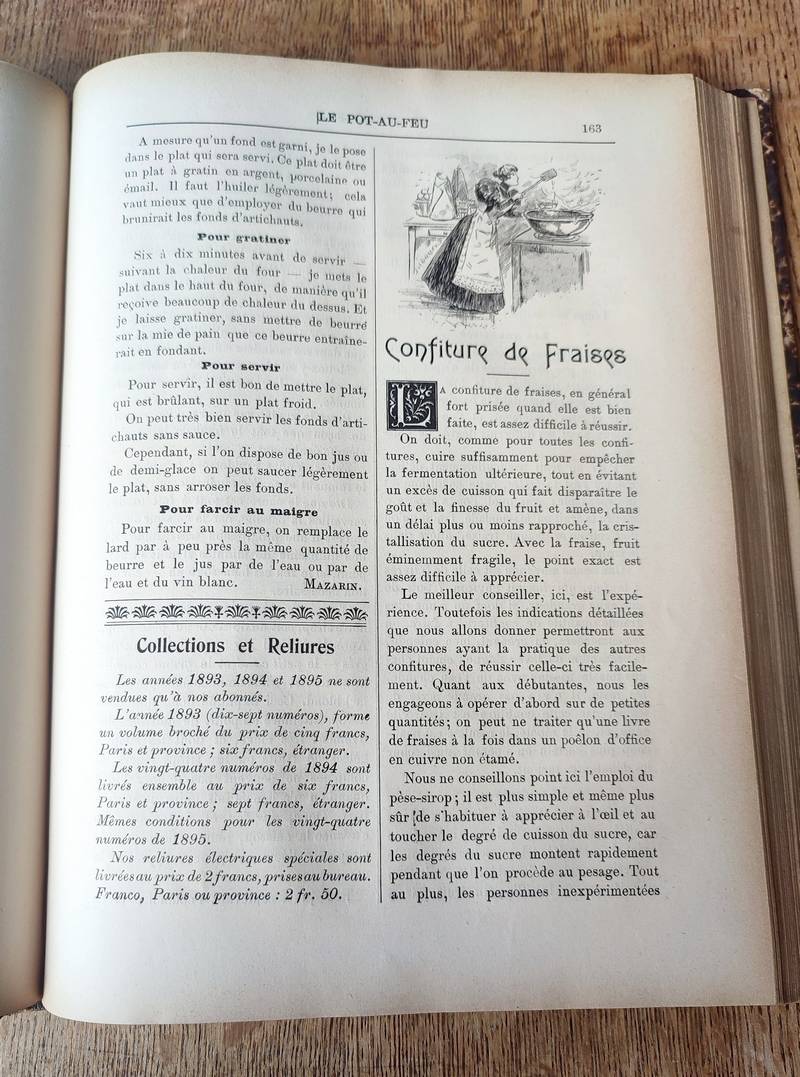 LE POT-AU-FEU
163
A mesure qu'un fond est garni, je le pose
dans le plat qui sera servi. Ce plat doit être
un plat à gratin en argent, porcelaine ou
émail. Il faut l'huiler légèrement; cela
vaut mieux que d'employer du beurre qui
brunirait les fonds d'artichauts.
Pour gratiner
Six à dix minutes avant de servir —
suivant la chaleur du four — je mets le
plat dans le haut du four, de manière qu'il
reçoive beaucoup de chaleur du dessus. Et
je laisse gratiner, sans mettre de beurre
sur la mie de pain que ce beurre entraîne-
rait en fondant.
Pour servir
Pour servir, il est bon de mettre le plat,
qui est brûlant, sur un plat froid.
On peut très bien servir les fonds d'arti-
chauts sans sauce.
Cependant, si l'on dispose de bon jus ou
de demi-glace on peut saucer légèrement
le plat, sans arroser les fonds.
Pour farcir au maigre
Pour farcir au maigre, on remplace le
lard par à peu près la même quantité de
beurre et le jus par de l'eau ou par de
l'eau et du vin blanc. MAZARIN.
Collections et Reliures
Les années 1893, 1894 et 1895 ne sont
vendues qu'à nos abonnés.
L'année 1893 (dix-sept numéros), forme
un volume broché du prix de cinq francs,
Paris et province; six francs, étranger.
Les vingt-quatre numéros de 1894 sont
livrés ensemble au prix de six francs,
Paris et province; sept francs, étranger.
Mêmes conditions pour les vingt-quatre
numéros de 1895.
Nos reliures électriques spéciales sont
livrées au prix de 2 francs, prises au bureau.
Franco, Paris ou province : 2 fr. 50.
Confiture de Fraises
LA confiture de fraises, en général
fort prisée quand elle est bien
faite, est assez difficile à réussir.
On doit, comme pour toutes les confi-
tures, cuire suffisamment pour empêcher
la fermentation ultérieure, tout en évitant
un excès de cuisson qui fait disparaître le
goût et la finesse du fruit et amène, dans
un délai plus ou moins rapproché, la cris-
tallisation du sucre. Avec la fraise, fruit
éminemment fragile, le point exact est
assez difficile à apprécier.
Le meilleur conseiller, ici, est l'expé-
rience. Toutefois les indications détaillées
que nous allons donner permettront aux
personnes ayant la pratique des autres
confitures, de réussir celle-ci très facile-
ment. Quant aux débutantes, nous les
engageons à opérer d'abord sur de petites
quantités; on peut ne traiter qu'une livre
de fraises à la fois dans un poêlon d'office
en cuivre non étamé.
Nous ne conseillons point ici l'emploi du
pèse-sirop; il est plus simple et même plus
sûr de s'habituer à apprécier à l'œil et au
toucher le degré de cuisson du sucre, car
les degrés du sucre montent rapidement
pendant que l'on procède au pesage. Tout
au plus, les personnes inexpérimentées